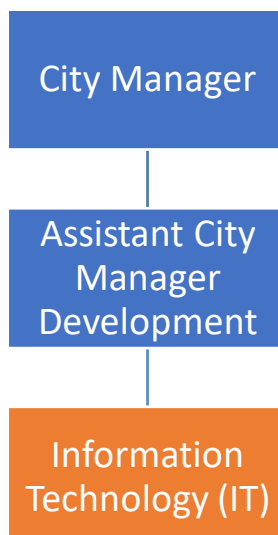 City Manager
Assistant City
Manager
Development
Information
Technology (IT)